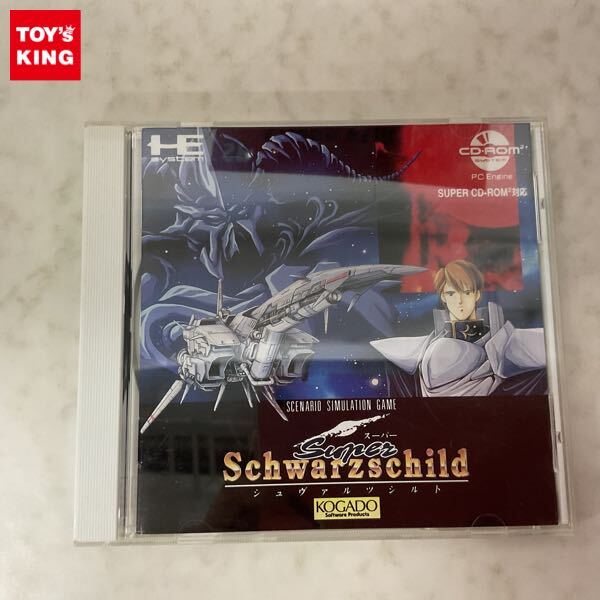 TOY'S
KING
HE
system
CD-ROM²
SYSTEM
PC Engine
SUPER CD-ROM²対応
SCENARIO SIMULATION GAME
スーパー
Super
Schwarzschild
シュヴァルツシルト
KOGADO
Software Products